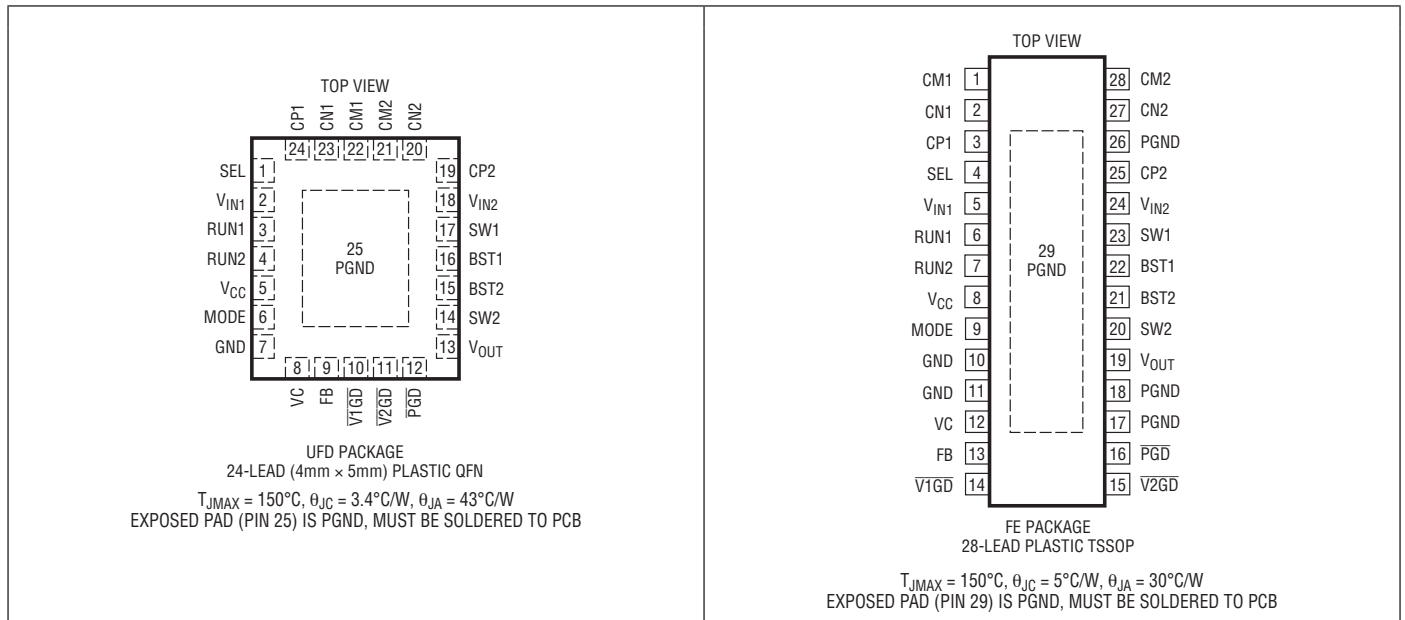 TOP VIEW
CP1
CN1
CM1
CM2
CN2
24 23 22 21 20
SEL 1
VIN1 2
RUN1 3
RUN2 4
VCC 5
MODE 6
GND 7
19 CP2
18 VIN2
17 SW1
16 BST1
15 BST2
14 SW2
13 VOUT
25
PGND
8 9 10 11 12
VC
FB
V1GD
V2GD
PGD
UFD PACKAGE
24-LEAD (4mm × 5mm) PLASTIC QFN
TJMAX = 150°C, θJC = 3.4°C/W, θJA = 43°C/W
EXPOSED PAD (PIN 25) IS PGND, MUST BE SOLDERED TO PCB
TOP VIEW
CM1 1
CN1 2
CP1 3
SEL 4
VIN1 5
RUN1 6
RUN2 7
VCC 8
MODE 9
GND 10
GND 11
VC 12
FB 13
V1GD 14
29
PGND
28 CM2
27 CN2
26 PGND
25 CP2
24 VIN2
23 SW1
22 BST1
21 BST2
20 SW2
19 VOUT
18 PGND
17 PGND
16 PGD
15 V2GD
FE PACKAGE
28-LEAD PLASTIC TSSOP
TJMAX = 150°C, θJC = 5°C/W, θJA = 30°C/W
EXPOSED PAD (PIN 29) IS PGND, MUST BE SOLDERED TO PCB